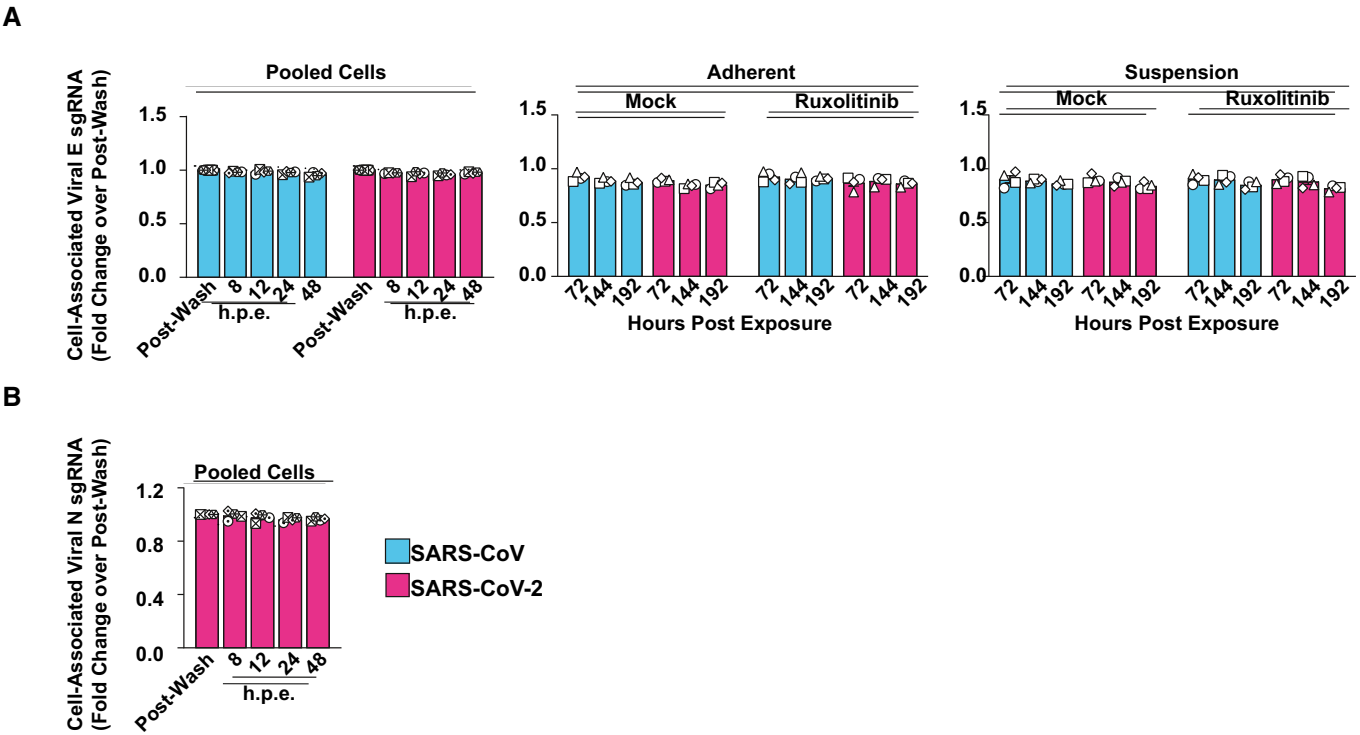 A
Cell-Associated Viral E sgRNA
(Fold Change over Post-Wash)
Pooled Cells
1.5
1.0
0.5
0.0
Post-Wash 8 12 24 48 Post-Wash 8 12 24 48
h.p.e. h.p.e.
Adherent
Mock Ruxolitinib
1.5
1.0
0.5
0.0
72 144 192 72 144 192 72 144 192 72 144 192
Hours Post Exposure
Suspension
Mock Ruxolitinib
1.5
1.0
0.5
0.0
72 144 192 72 144 192 72 144 192 72 144 192
Hours Post Exposure
B
Cell-Associated Viral N sgRNA
(Fold Change over Post-Wash)
Pooled Cells
1.2
0.8
0.4
0.0
Post-Wash 8 12 24 48
h.p.e.
SARS-CoV
SARS-CoV-2